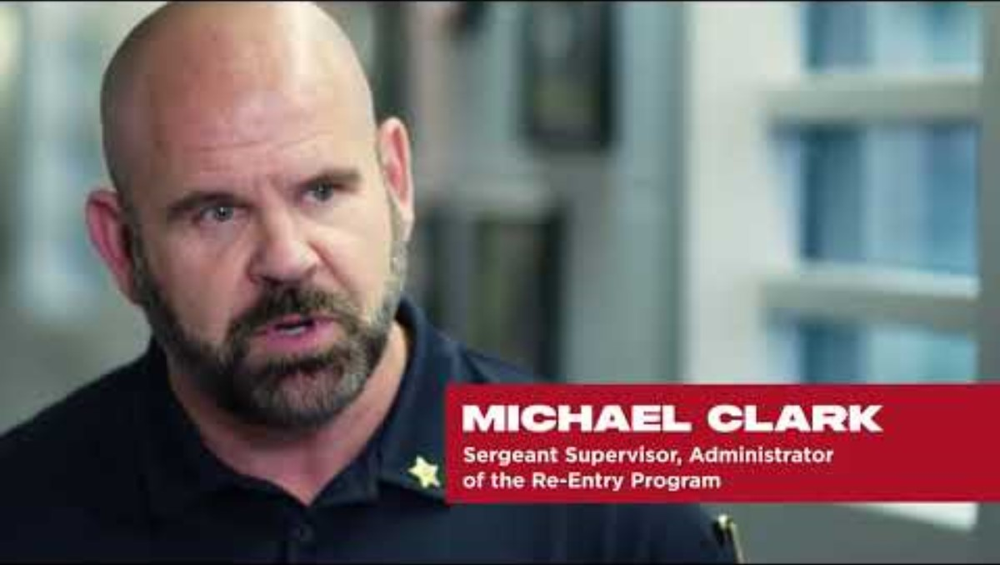 MICHAEL CLARK
Sergeant Supervisor, Administrator
of the Re-Entry Program